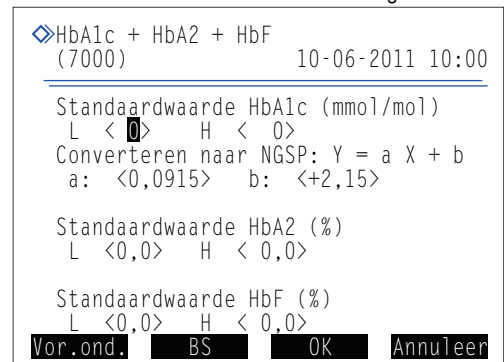 HbA1c + HbA2 + HbF
(7000) 10-06-2011 10:00
Standaardwaarde HbA1c (mmol/mol)
L < 0> H < 0>
Converteren naar NGSP: Y = a X + b
a: <0,0915> b: <+2,15>
Standaardwaarde HbA2 (%)
L <0,0> H < 0,0>
Standaardwaarde HbF (%)
L <0,0> H < 0,0>
Vor.ond. BS OK Annuleer